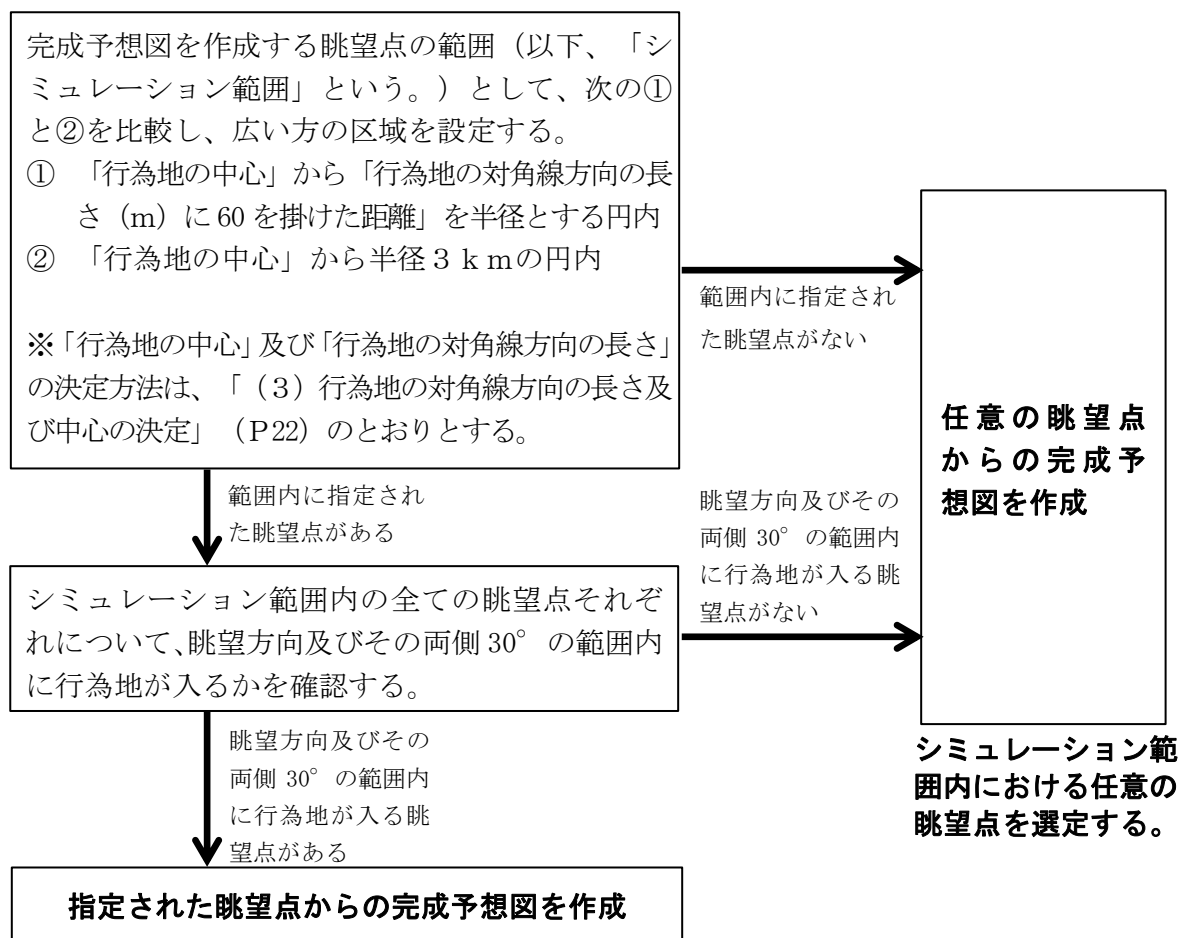 完成予想図を作成する眺望点の範囲（以下、「シ
ミュレーション範囲」という。）として、次の①
と②を比較し、広い方の区域を設定する。
①　「行為地の中心」から「行為地の対角線方向の長
さ（m）に 60 を掛けた距離」を半径とする円内
②　「行為地の中心」から半径３ｋｍの円内
※「行為地の中心」及び「行為地の対角線方向の長さ」
の決定方法は、「（３）行為地の対角線方向の長さ及
び中心の決定」（Ｐ22）のとおりとする。
範囲内に指定され
た眺望点がない
範囲内に指定され
た眺望点がある
任意の眺望点
からの完成予
想図を作成
眺望方向及びその
両側 30°の範囲内
に行為地が入る眺
望点がない
シミュレーション範囲内の全ての眺望点それぞ
れについて、眺望方向及びその両側 30°の範囲内
に行為地が入るかを確認する。
眺望方向及びその
両側 30°の範囲内
に行為地が入る眺
望点がある
シミュレーション範
囲内における任意の
眺望点を選定する。
指定された眺望点からの完成予想図を作成